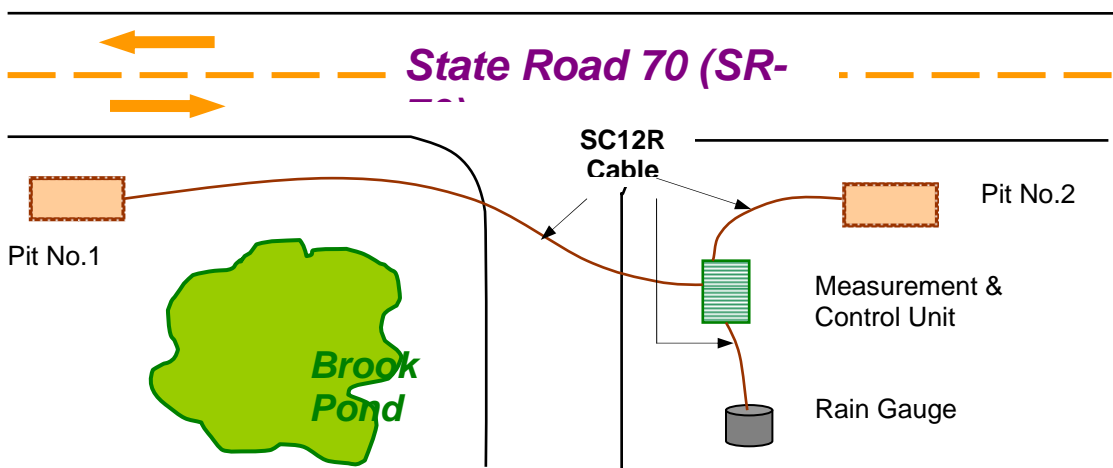 State Road 70 (SR-
SC12R
Cable
Pit No.2
Pit No.1
Measurement &
Control Unit
Brook
Pond
Rain Gauge